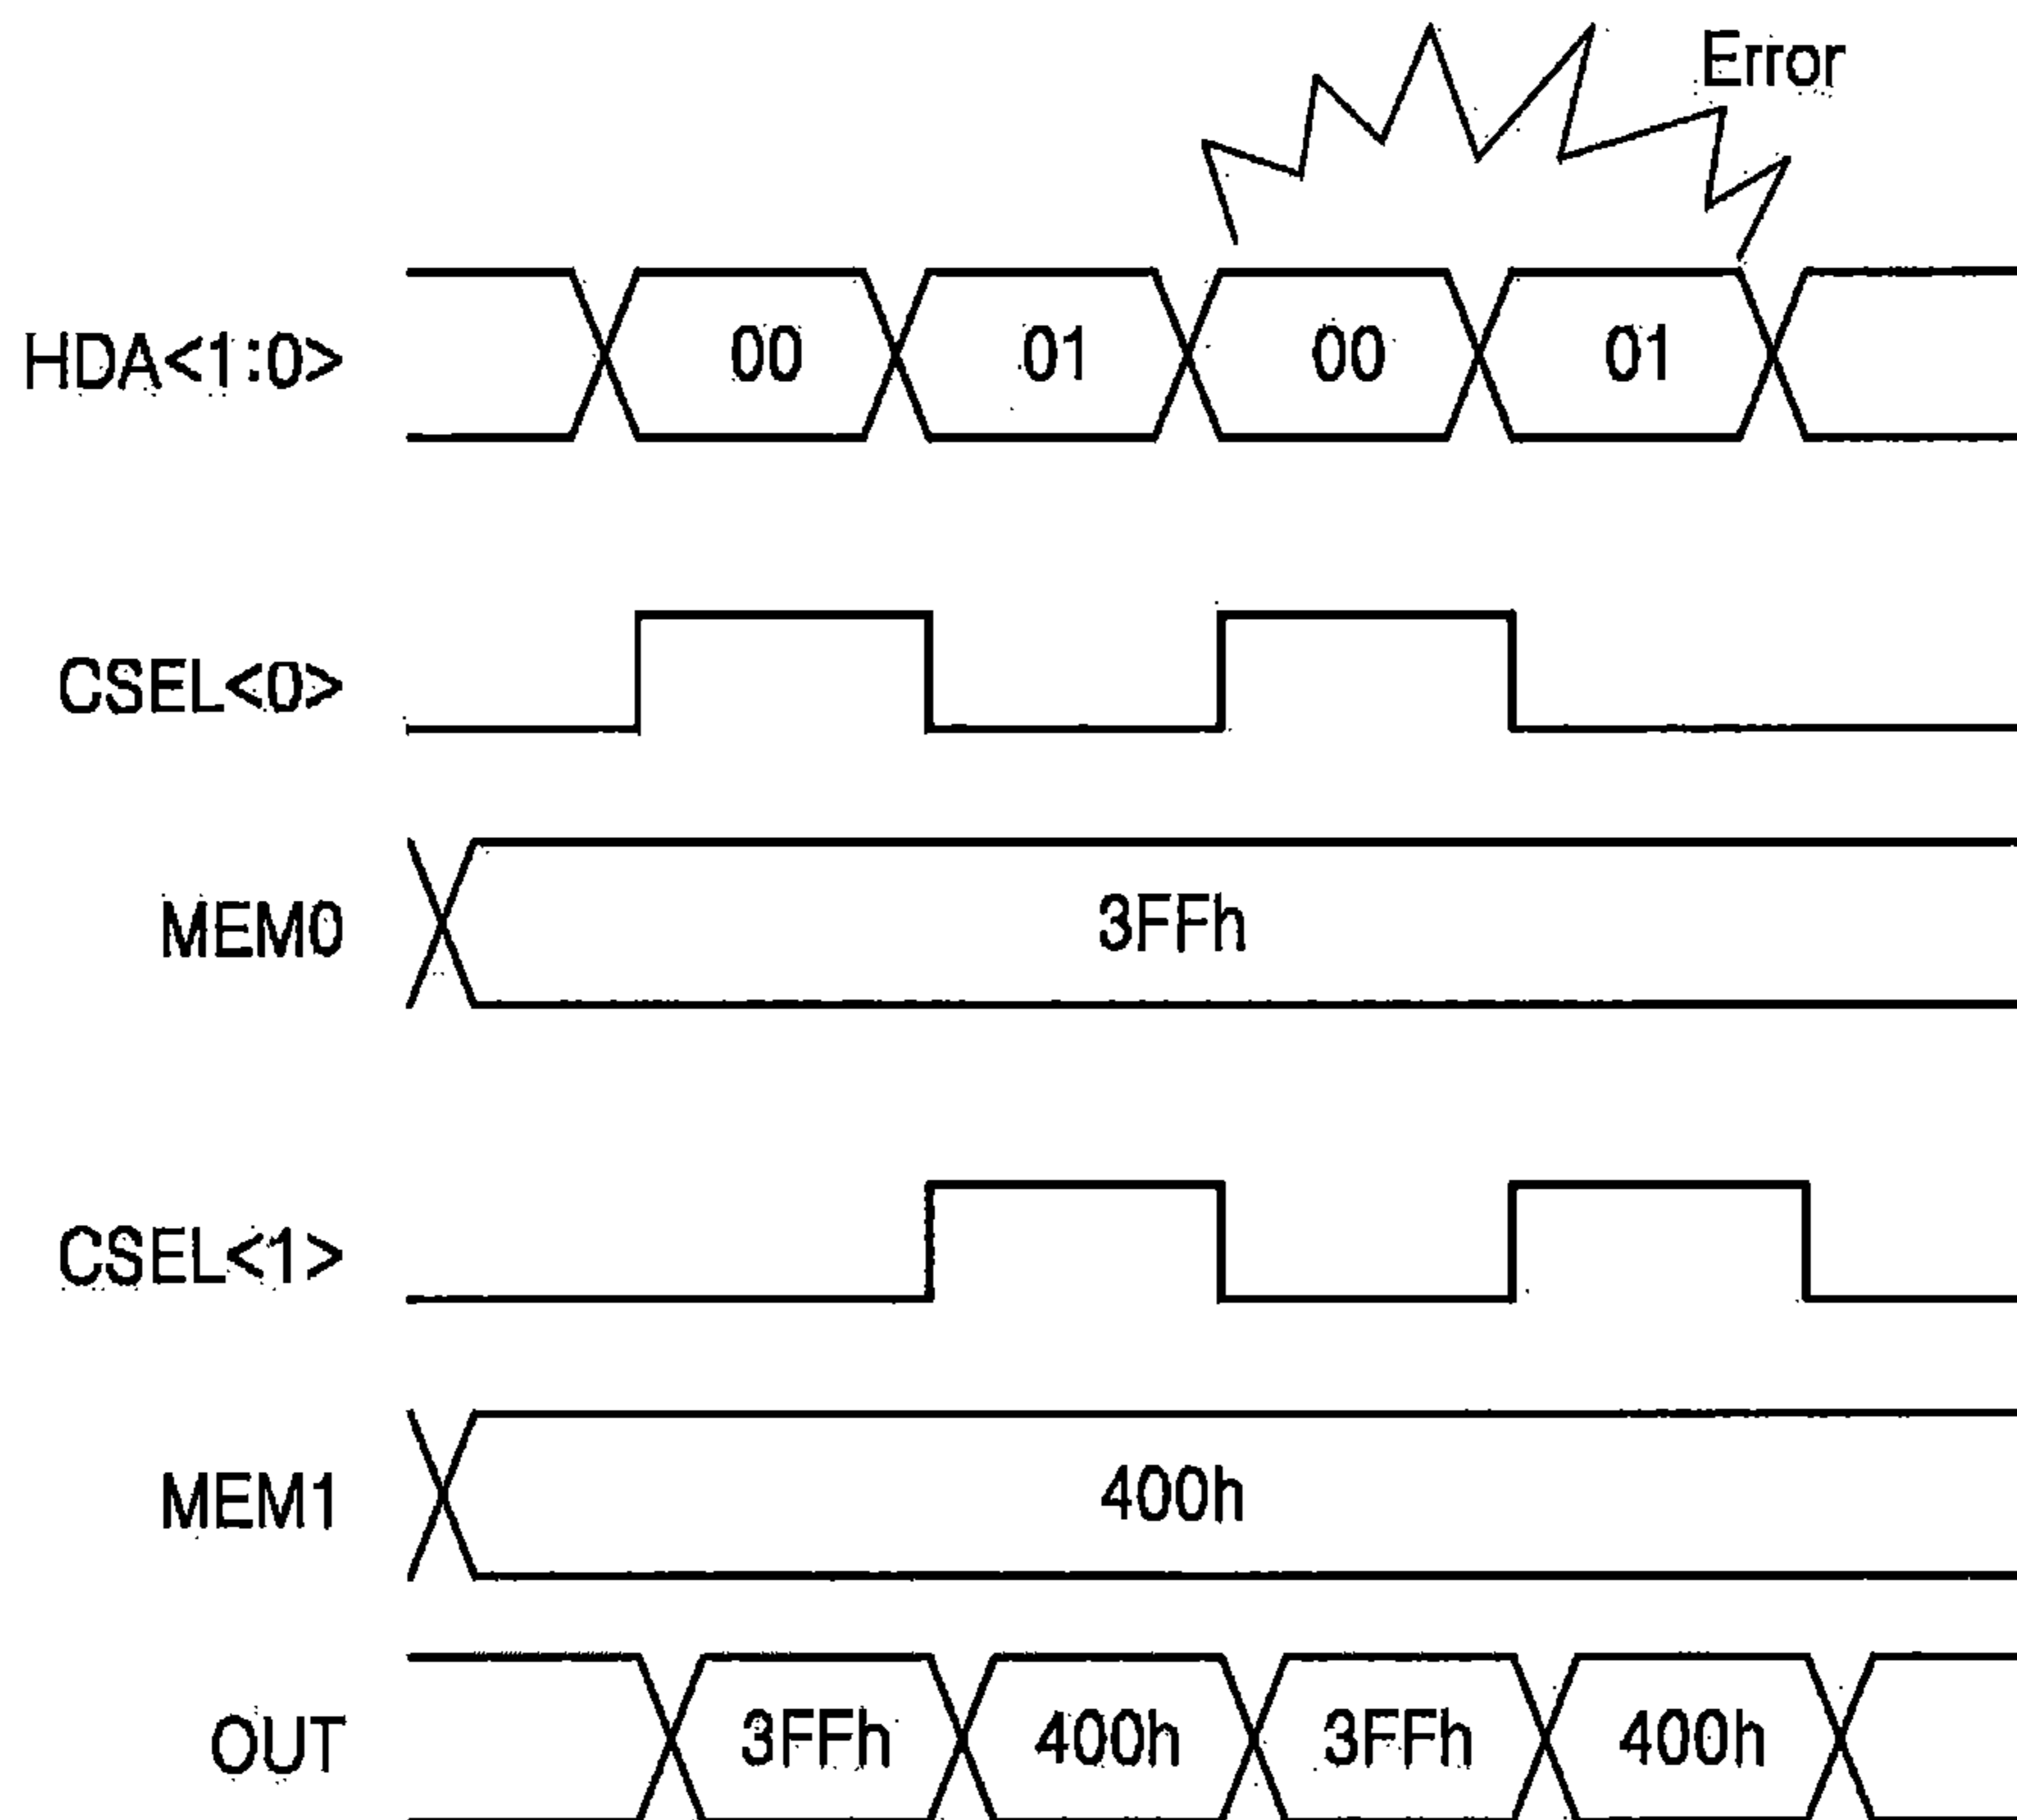 Error
HDA<1:0> 00 01 00 01
CSEL<0>
MEM0 3FFh
CSEL<1>
MEM1 400h
OUT 3FFh 400h 3FFh 400h